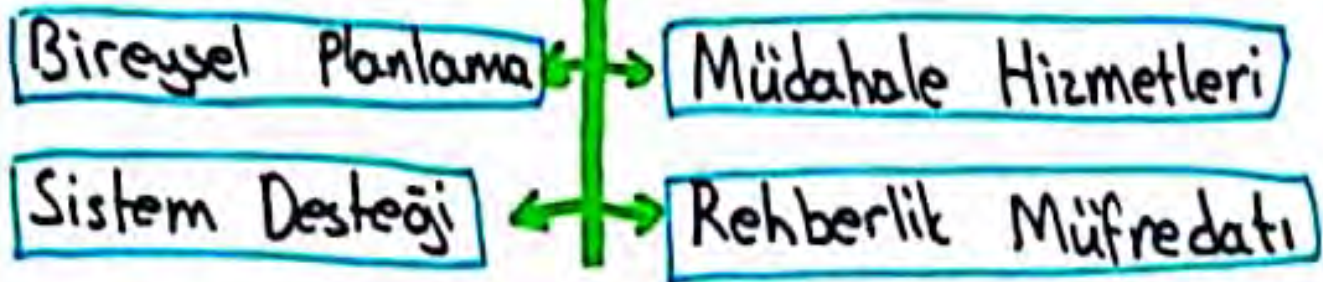 Bireysel Planlama
Müdahale Hizmetleri
Sistem Desteği
Rehberlik Müfredatı